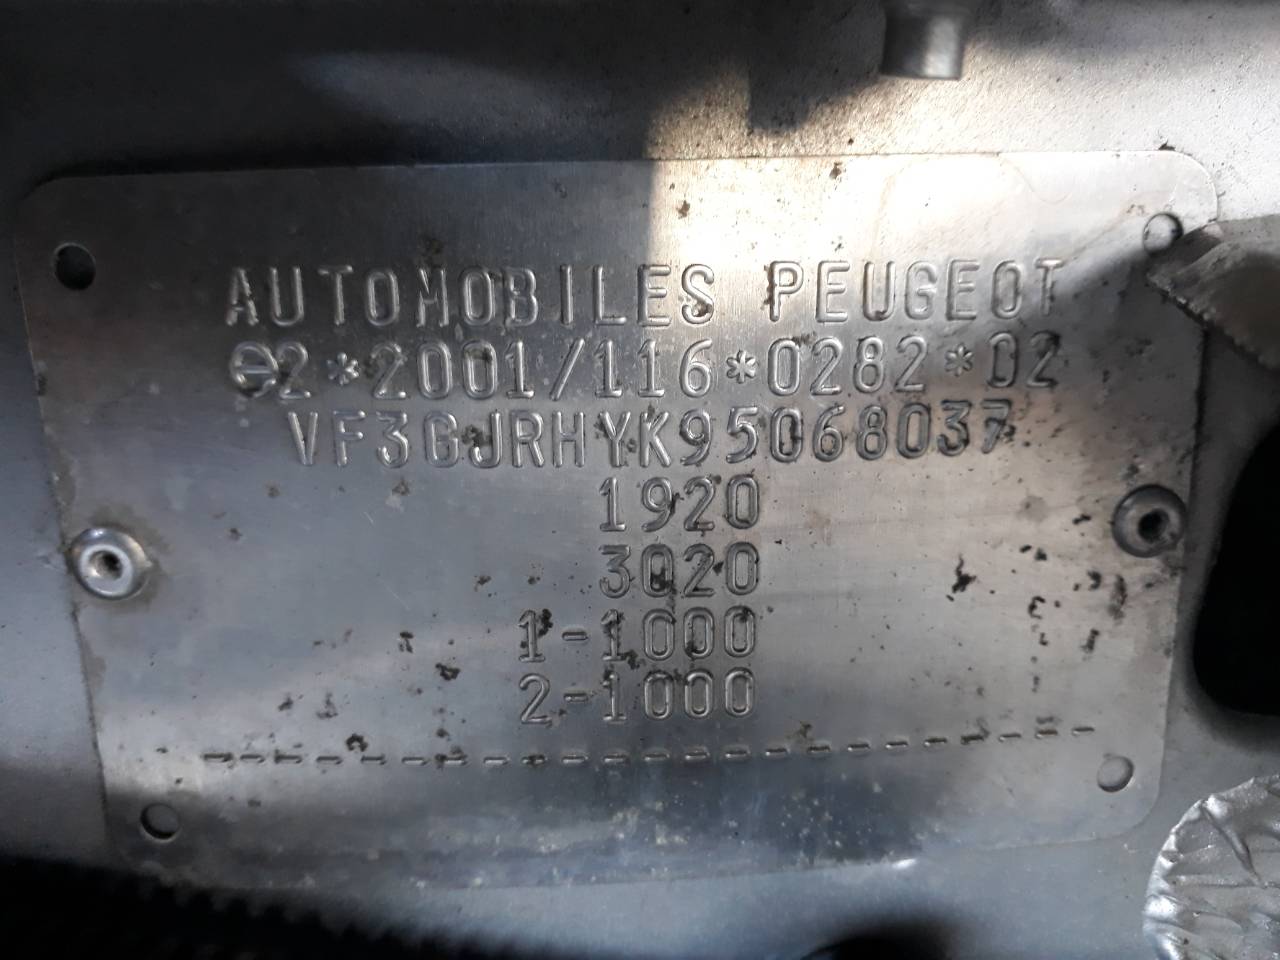 AUTOMOBILES PEUGEOT
e2*2001/116*0282*02
VF3GJRHYK95068037
1920
3020
1-1000
2-1000
------------------------